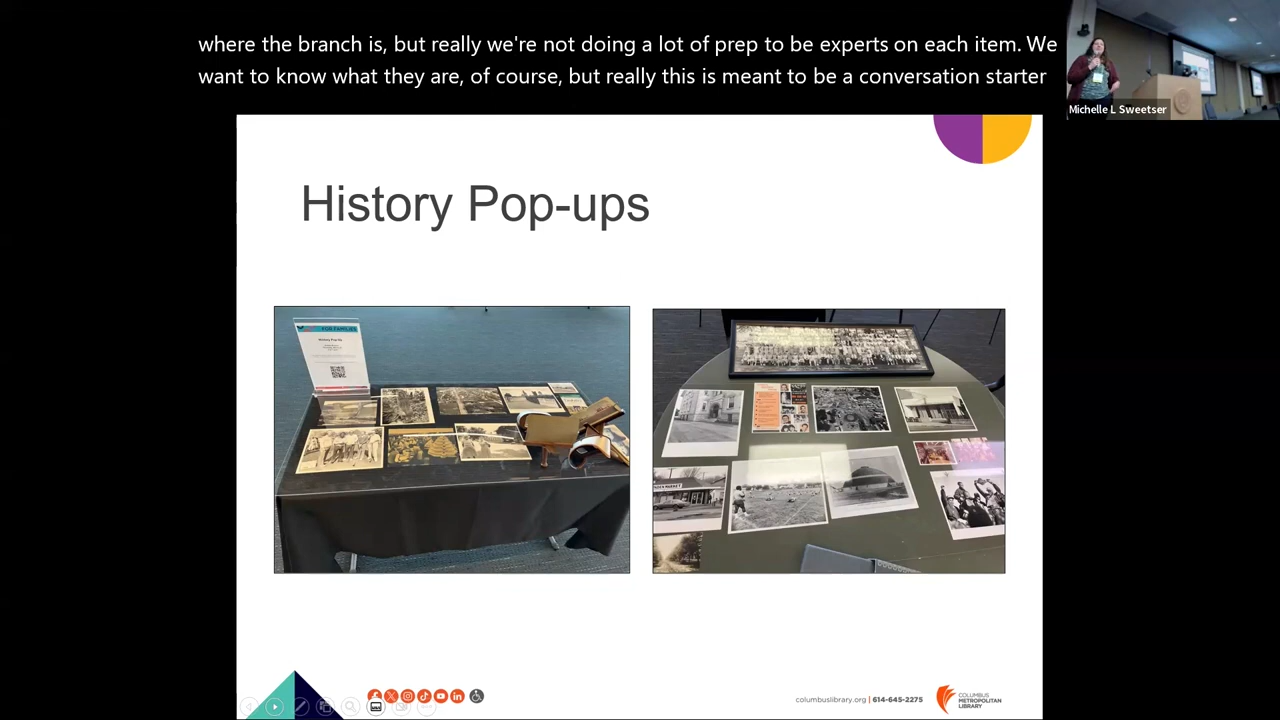 where the branch is, but really we're not doing a lot of prep to be experts on each item. We
want to know what they are, of course, but really this is meant to be a conversation starter
Michelle L Sweetser
History Pop-ups
FOR FAMILIES
History Pop-Up
columbuslibrary.org | 614-645-2275
COLUMBUS
METROPOLITAN
LIBRARY